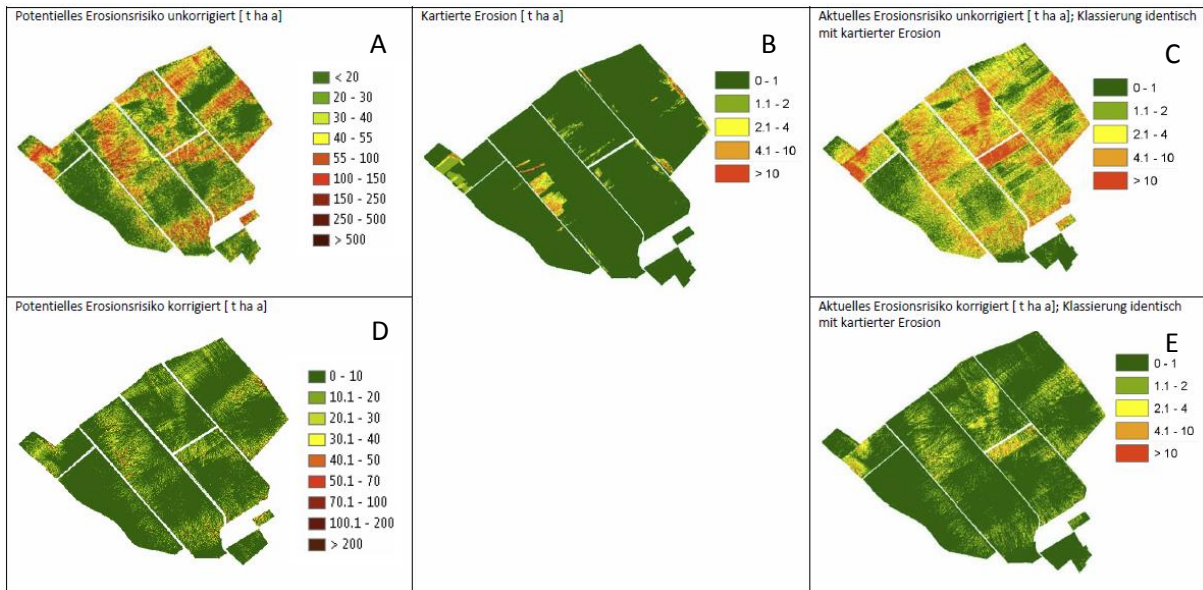 Potentielles Erosionsrisiko unkorrigiert [ t ha a]
A
< 20
20 - 30
30 - 40
40 - 55
55 - 100
100 - 150
150 - 250
250 - 500
> 500
Kartierte Erosion [ t ha a]
B
0 - 1
1.1 - 2
2.1 - 4
4.1 - 10
> 10
Aktuelles Erosionsrisiko unkorrigiert [ t ha a]; Klassierung identisch
mit kartierter Erosion
C
0 - 1
1.1 - 2
2.1 - 4
4.1 - 10
> 10
Potentielles Erosionsrisiko korrigiert [ t ha a]
D
0 - 10
10.1 - 20
20.1 - 30
30.1 - 40
40.1 - 50
50.1 - 70
70.1 - 100
100.1 - 200
> 200
Aktuelles Erosionsrisiko korrigiert [ t ha a]; Klassierung identisch
mit kartierter Erosion
E
0 - 1
1.1 - 2
2.1 - 4
4.1 - 10
> 10